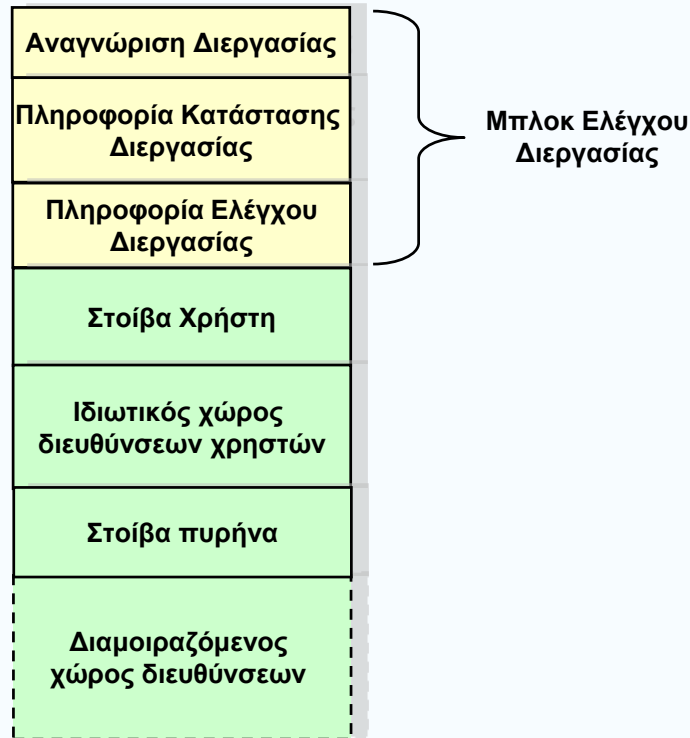 Αναγνώριση Διεργασίας
Πληροφορία Κατάστασης
Διεργασίας
Πληροφορία Ελέγχου
Διεργασίας
Μπλοκ Ελέγχου
Διεργασίας
Στοίβα Χρήστη
Ιδιωτικός χώρος
διευθύνσεων χρηστών
Στοίβα πυρήνα
Διαμοιραζόμενος
χώρος διευθύνσεων